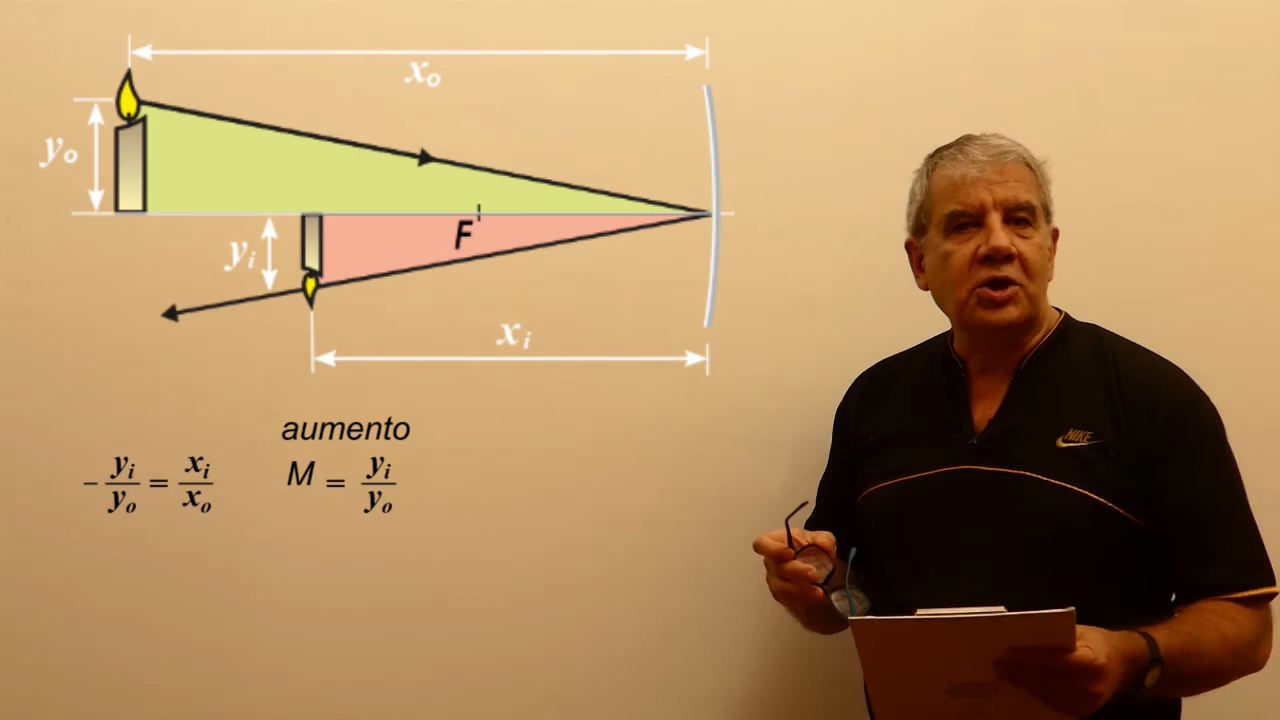 xₒ
yₒ
F
yᵢ
xᵢ
aumento
- yᵢ/yₒ = xᵢ/xₒ
M = yᵢ/yₒ
NIKE